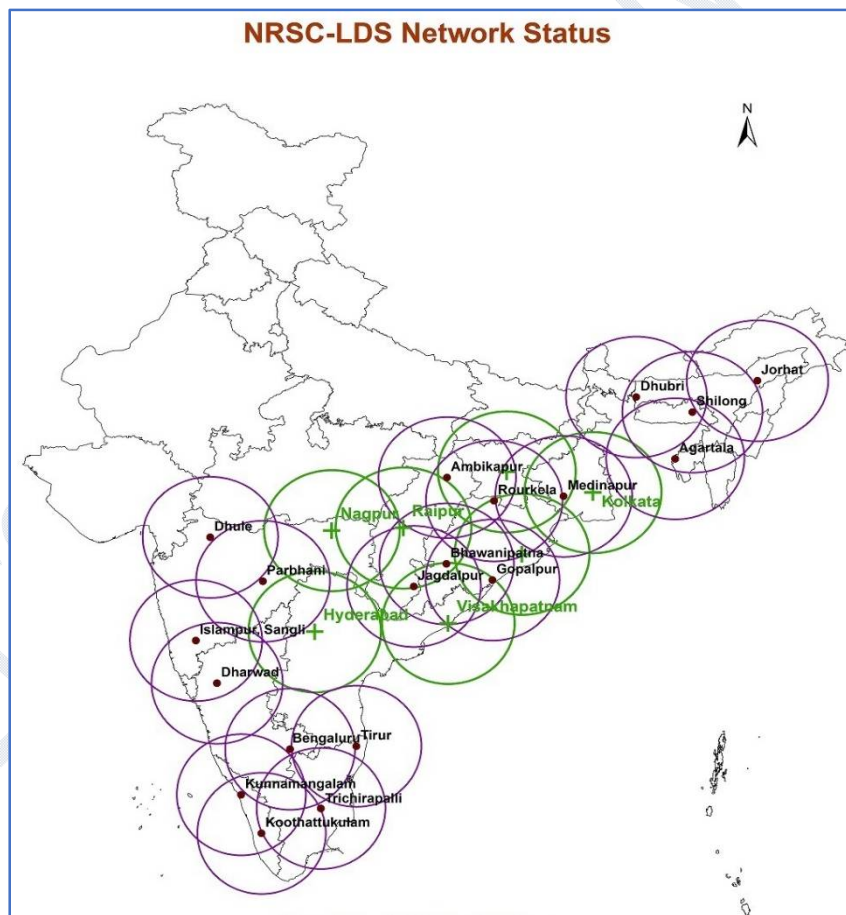 NRSC-LDS Network Status
N
Jorhat
Dhubri
Shilong
Agartala
Ambikapur
Rourkela
Medinapur
Kolkata
Nagpur
Raipur
Dhule
Bhawanipatna
Gopalpur
Parbhani
Jagdalpur
Hyderabad
Visakhapatnam
Islampur, Sangli
Dharwad
Bengaluru
Tirur
Kunnamangalam
Trichirapalli
Koothattukulam